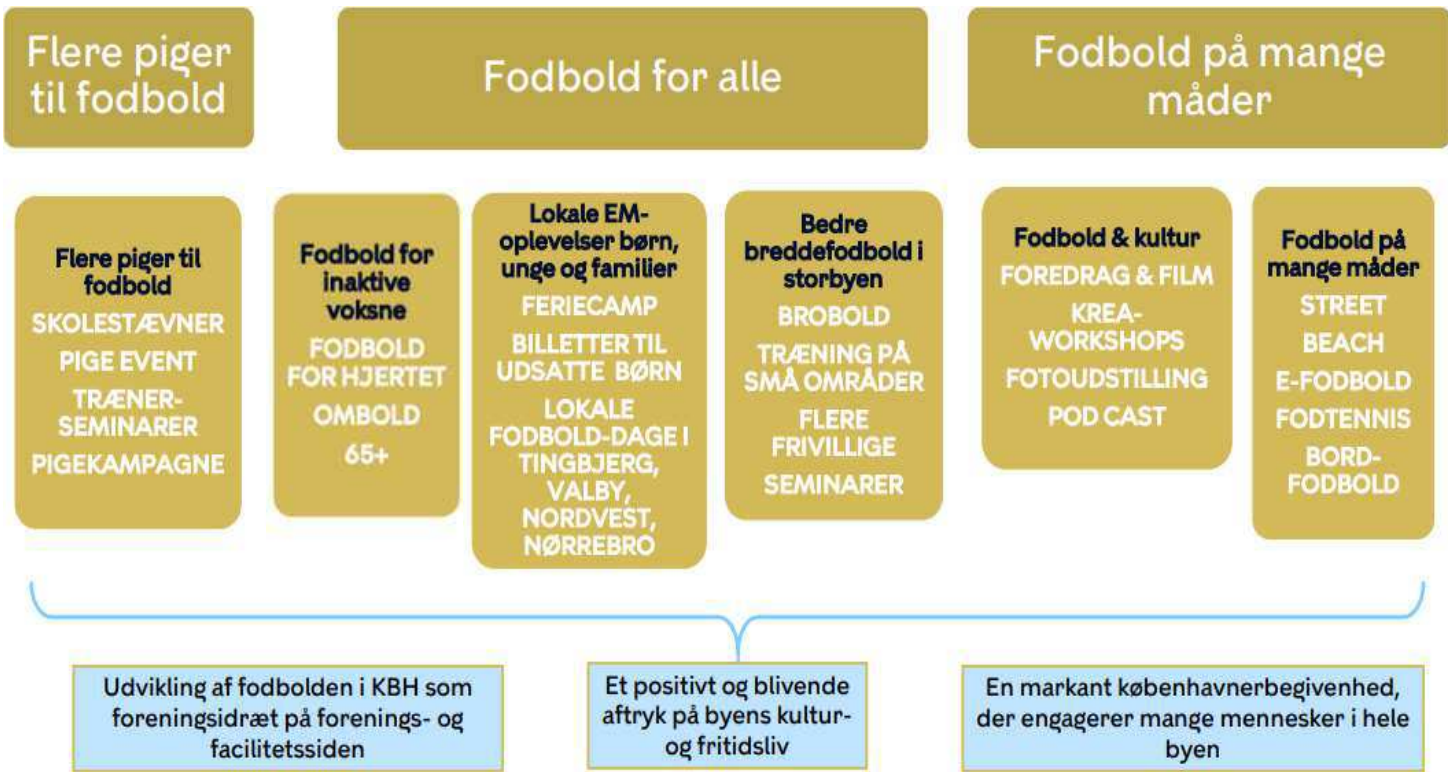 Flere piger
til fodbold
Fodbold for alle
Fodbold på mange
måder
Flere piger til
fodbold
SKOLESTÆVNER
PIGE EVENT
TRÆNER-
SEMINARER
PIGEKAMPAGNE
Fodbold for
inaktive
voksne
FODBOLD
FOR HJERTET
OMBOLD
65+
Lokale EM-
oplevelser børn,
unge og familier
FERIECAMP
BILLETTER TIL
UDSATTE BØRN
LOKALE
FODBOLD-DAGE I
TINGBJERG,
VALBY,
NORDVEST,
NØRREBRO
Bedre
breddefodbold i
storbyen
BROBOLD
TRÆNING PÅ
SMÅ OMRÅDER
FLERE
FRIVILLIGE
SEMINARER
Fodbold & kultur
FOREDRAG & FILM
KREA-
WORKSHOPS
FOTOUDSTILLING
POD CAST
Fodbold på
mange måder
STREET
BEACH
E-FODBOLD
FODTENNIS
BORD-
FODBOLD
Udvikling af fodbolden i KBH som
foreningsidræt på forenings- og
facilitetssiden
Et positivt og blivende
aftryk på byens kultur-
og fritidsliv
En markant københavnerbegivenhed,
der engagerer mange mennesker i hele
byen